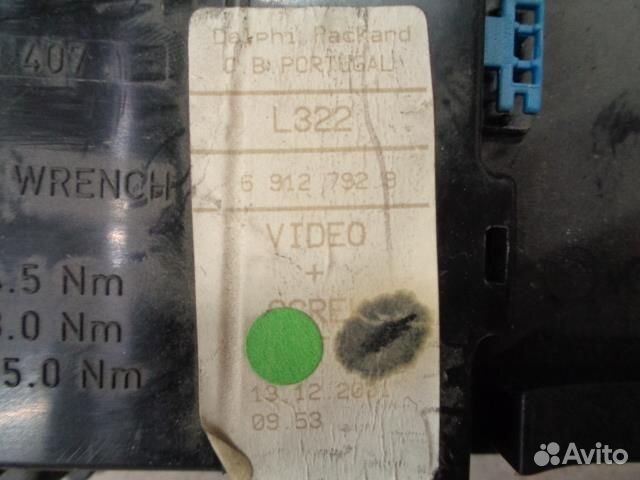 Delphi Packard
C B PORTUGAL
407
L322
WRENCH
6 912 792.9
VIDEO
+
.5 Nm
.0 Nm
5.0 Nm
13.12.2001
09.53
Avito